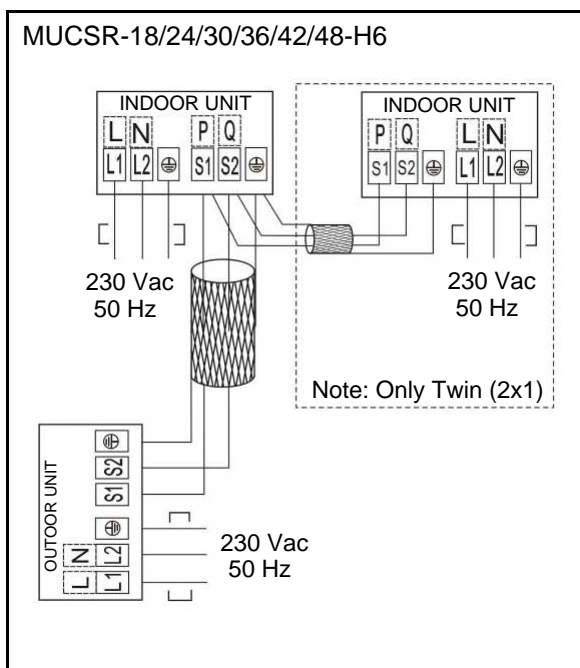 MUCSR-18/24/30/36/42/48-H6
INDOOR UNIT
L N P Q
L1 L2 S1 S2
230 Vac
50 Hz
INDOOR UNIT
P Q L N
S1 S2 L1 L2
230 Vac
50 Hz
Note: Only Twin (2x1)
OUTOOR UNIT
S2
S1
N L2
L L1
230 Vac
50 Hz